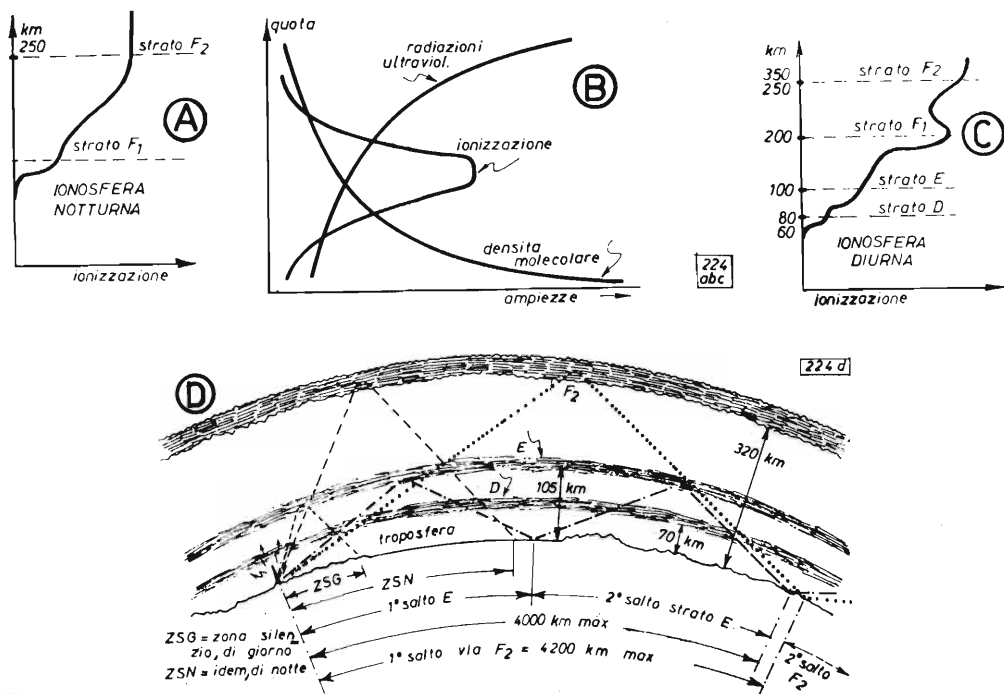 km
250
strato F2
A
strato F1
IONOSFERA
NOTTURNA
ionizzazione
quota
radiazioni
ultraviol.
B
ionizzazione
densita
molecolare
ampiezze
224
abc
km
350
250
strato F2
200
C
strato E
100
strato D
80
60
IONOSFERA
DIURNA
ionizzazione
strato F1
224 d
D
F2
E
D
105 km
320 km
70 km
troposfera
ZSG
ZSN
1° salto E
2° salto strato E
4000 km max
1° salto via F2 = 4200 km max
2° salto
F2
ZSG = zona silen
zio, di giorno
ZSN = idem, di notte